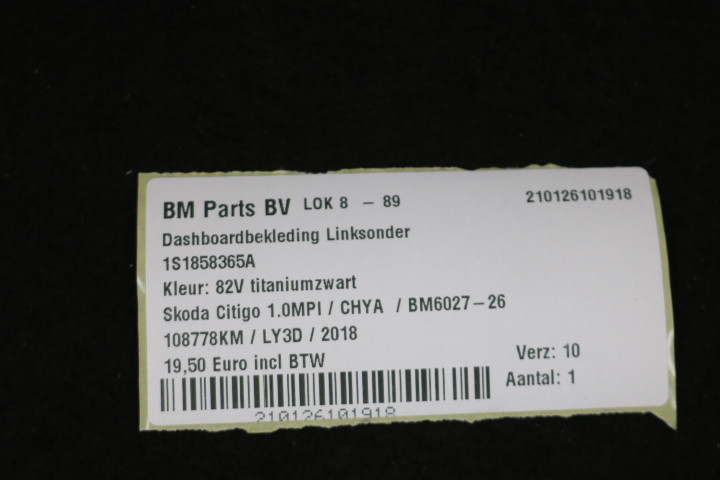 BM Parts BV LOK 8 - 89 210126101918
Dashboardbekleding Linksonder
1S1858365A
Kleur: 82V titaniumzwart
Skoda Citigo 1.0MPI / CHYA / BM6027-26
108778KM / LY3D / 2018
19,50 Euro incl BTW Verz: 10
Aantal: 1
210126101918